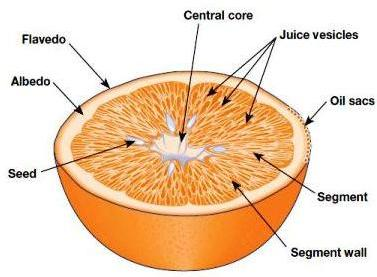 Central core
Flavedo
Juice vesicles
Albedo
Oil sacs
Seed
Segment
Segment wall